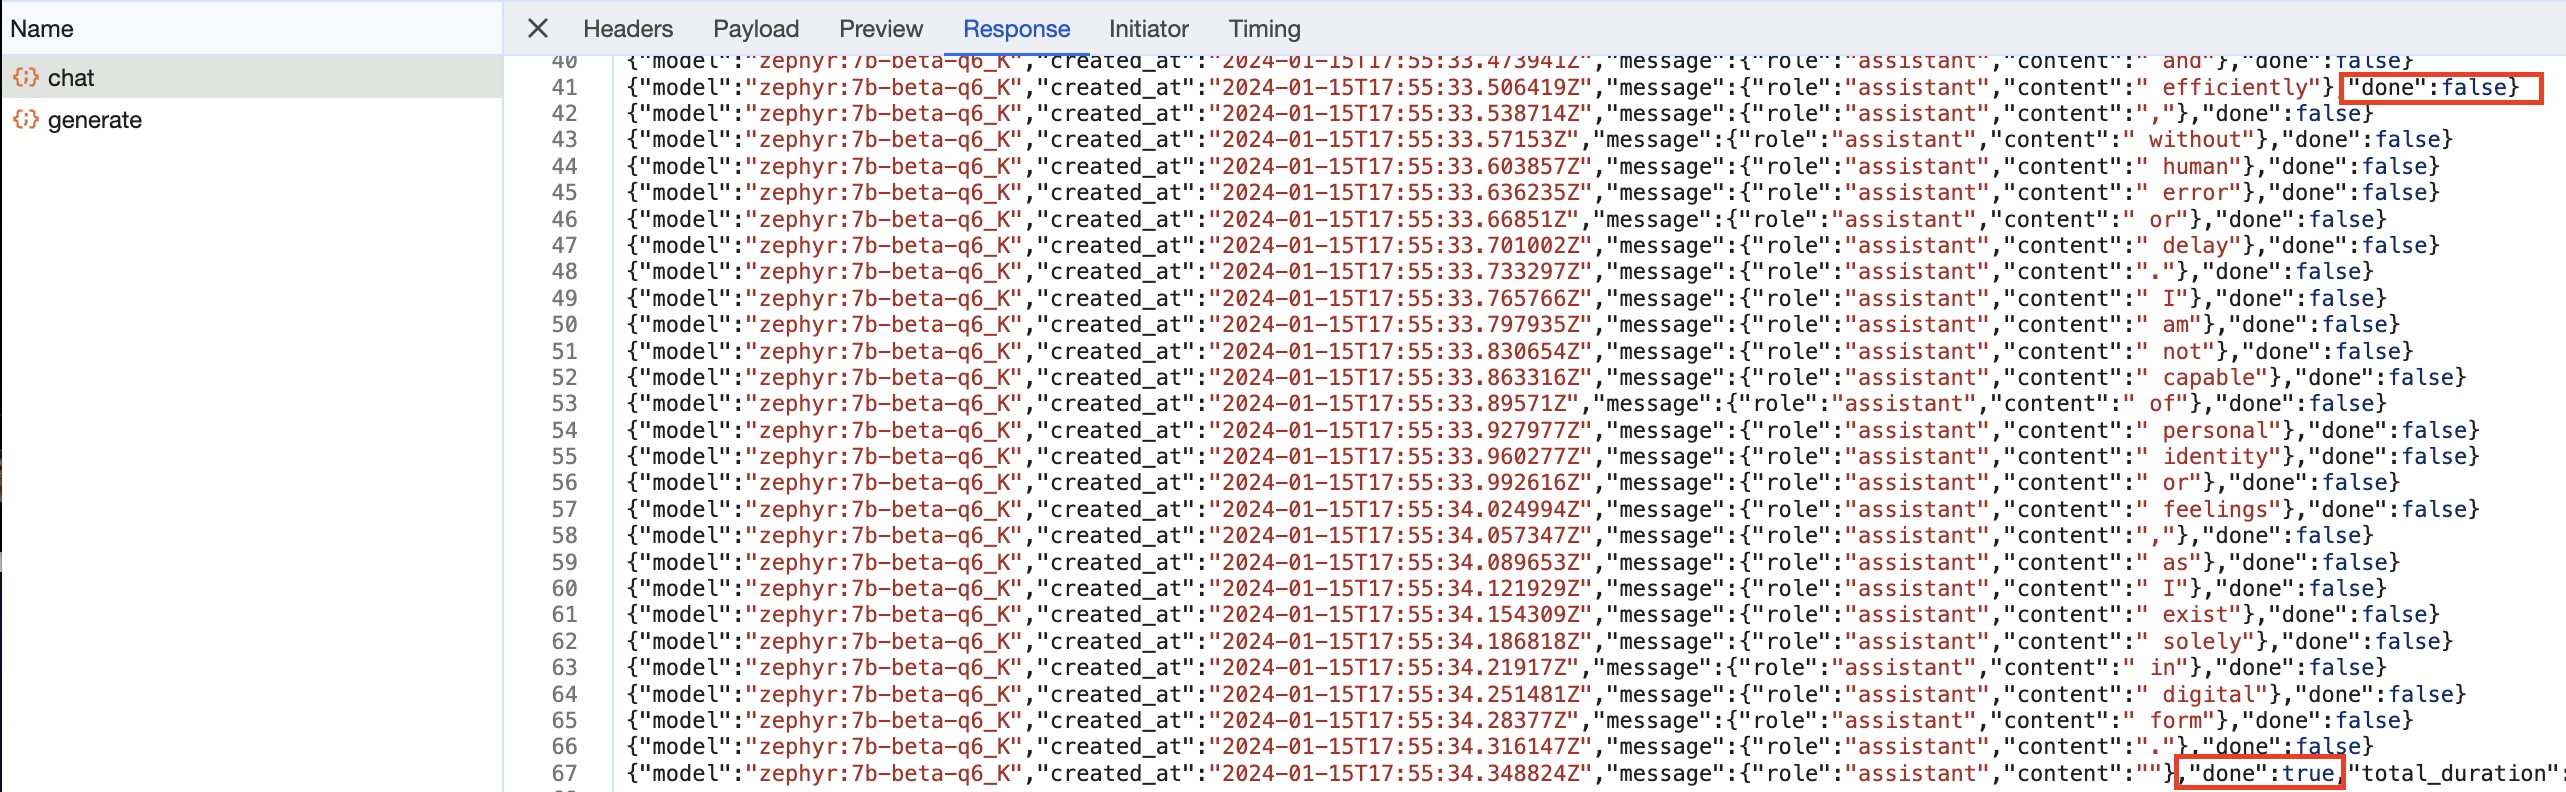 Name
Headers Payload Preview Response Initiator Timing
chat
generate
40 {"model":"zephyr:7b-beta-q6_K","created_at":"2024-01-15T17:55:33.473941Z","message":{"role":"assistant","content":" and"},"done":false}
41 {"model":"zephyr:7b-beta-q6_K","created_at":"2024-01-15T17:55:33.506419Z","message":{"role":"assistant","content":" efficiently"},"done":false}
42 {"model":"zephyr:7b-beta-q6_K","created_at":"2024-01-15T17:55:33.538714Z","message":{"role":"assistant","content":","},"done":false}
43 {"model":"zephyr:7b-beta-q6_K","created_at":"2024-01-15T17:55:33.57153Z","message":{"role":"assistant","content":" without"},"done":false}
44 {"model":"zephyr:7b-beta-q6_K","created_at":"2024-01-15T17:55:33.603857Z","message":{"role":"assistant","content":" human"},"done":false}
45 {"model":"zephyr:7b-beta-q6_K","created_at":"2024-01-15T17:55:33.636235Z","message":{"role":"assistant","content":" error"},"done":false}
46 {"model":"zephyr:7b-beta-q6_K","created_at":"2024-01-15T17:55:33.66851Z","message":{"role":"assistant","content":" or"},"done":false}
47 {"model":"zephyr:7b-beta-q6_K","created_at":"2024-01-15T17:55:33.701002Z","message":{"role":"assistant","content":" delay"},"done":false}
48 {"model":"zephyr:7b-beta-q6_K","created_at":"2024-01-15T17:55:33.733297Z","message":{"role":"assistant","content":"."},"done":false}
49 {"model":"zephyr:7b-beta-q6_K","created_at":"2024-01-15T17:55:33.765766Z","message":{"role":"assistant","content":" I"},"done":false}
50 {"model":"zephyr:7b-beta-q6_K","created_at":"2024-01-15T17:55:33.797935Z","message":{"role":"assistant","content":" am"},"done":false}
51 {"model":"zephyr:7b-beta-q6_K","created_at":"2024-01-15T17:55:33.830654Z","message":{"role":"assistant","content":" not"},"done":false}
52 {"model":"zephyr:7b-beta-q6_K","created_at":"2024-01-15T17:55:33.863316Z","message":{"role":"assistant","content":" capable"},"done":false}
53 {"model":"zephyr:7b-beta-q6_K","created_at":"2024-01-15T17:55:33.89571Z","message":{"role":"assistant","content":" of"},"done":false}
54 {"model":"zephyr:7b-beta-q6_K","created_at":"2024-01-15T17:55:33.927977Z","message":{"role":"assistant","content":" personal"},"done":false}
55 {"model":"zephyr:7b-beta-q6_K","created_at":"2024-01-15T17:55:33.960277Z","message":{"role":"assistant","content":" identity"},"done":false}
56 {"model":"zephyr:7b-beta-q6_K","created_at":"2024-01-15T17:55:33.992616Z","message":{"role":"assistant","content":" or"},"done":false}
57 {"model":"zephyr:7b-beta-q6_K","created_at":"2024-01-15T17:55:34.024994Z","message":{"role":"assistant","content":" feelings"},"done":false}
58 {"model":"zephyr:7b-beta-q6_K","created_at":"2024-01-15T17:55:34.057347Z","message":{"role":"assistant","content":","},"done":false}
59 {"model":"zephyr:7b-beta-q6_K","created_at":"2024-01-15T17:55:34.089653Z","message":{"role":"assistant","content":" as"},"done":false}
60 {"model":"zephyr:7b-beta-q6_K","created_at":"2024-01-15T17:55:34.121929Z","message":{"role":"assistant","content":" I"},"done":false}
61 {"model":"zephyr:7b-beta-q6_K","created_at":"2024-01-15T17:55:34.154309Z","message":{"role":"assistant","content":" exist"},"done":false}
62 {"model":"zephyr:7b-beta-q6_K","created_at":"2024-01-15T17:55:34.186818Z","message":{"role":"assistant","content":" solely"},"done":false}
63 {"model":"zephyr:7b-beta-q6_K","created_at":"2024-01-15T17:55:34.21917Z","message":{"role":"assistant","content":" in"},"done":false}
64 {"model":"zephyr:7b-beta-q6_K","created_at":"2024-01-15T17:55:34.251481Z","message":{"role":"assistant","content":" digital"},"done":false}
65 {"model":"zephyr:7b-beta-q6_K","created_at":"2024-01-15T17:55:34.28377Z","message":{"role":"assistant","content":" form"},"done":false}
66 {"model":"zephyr:7b-beta-q6_K","created_at":"2024-01-15T17:55:34.316147Z","message":{"role":"assistant","content":"."},"done":false}
67 {"model":"zephyr:7b-beta-q6_K","created_at":"2024-01-15T17:55:34.348824Z","message":{"role":"assistant","content":""},"done":true,"total_duration":